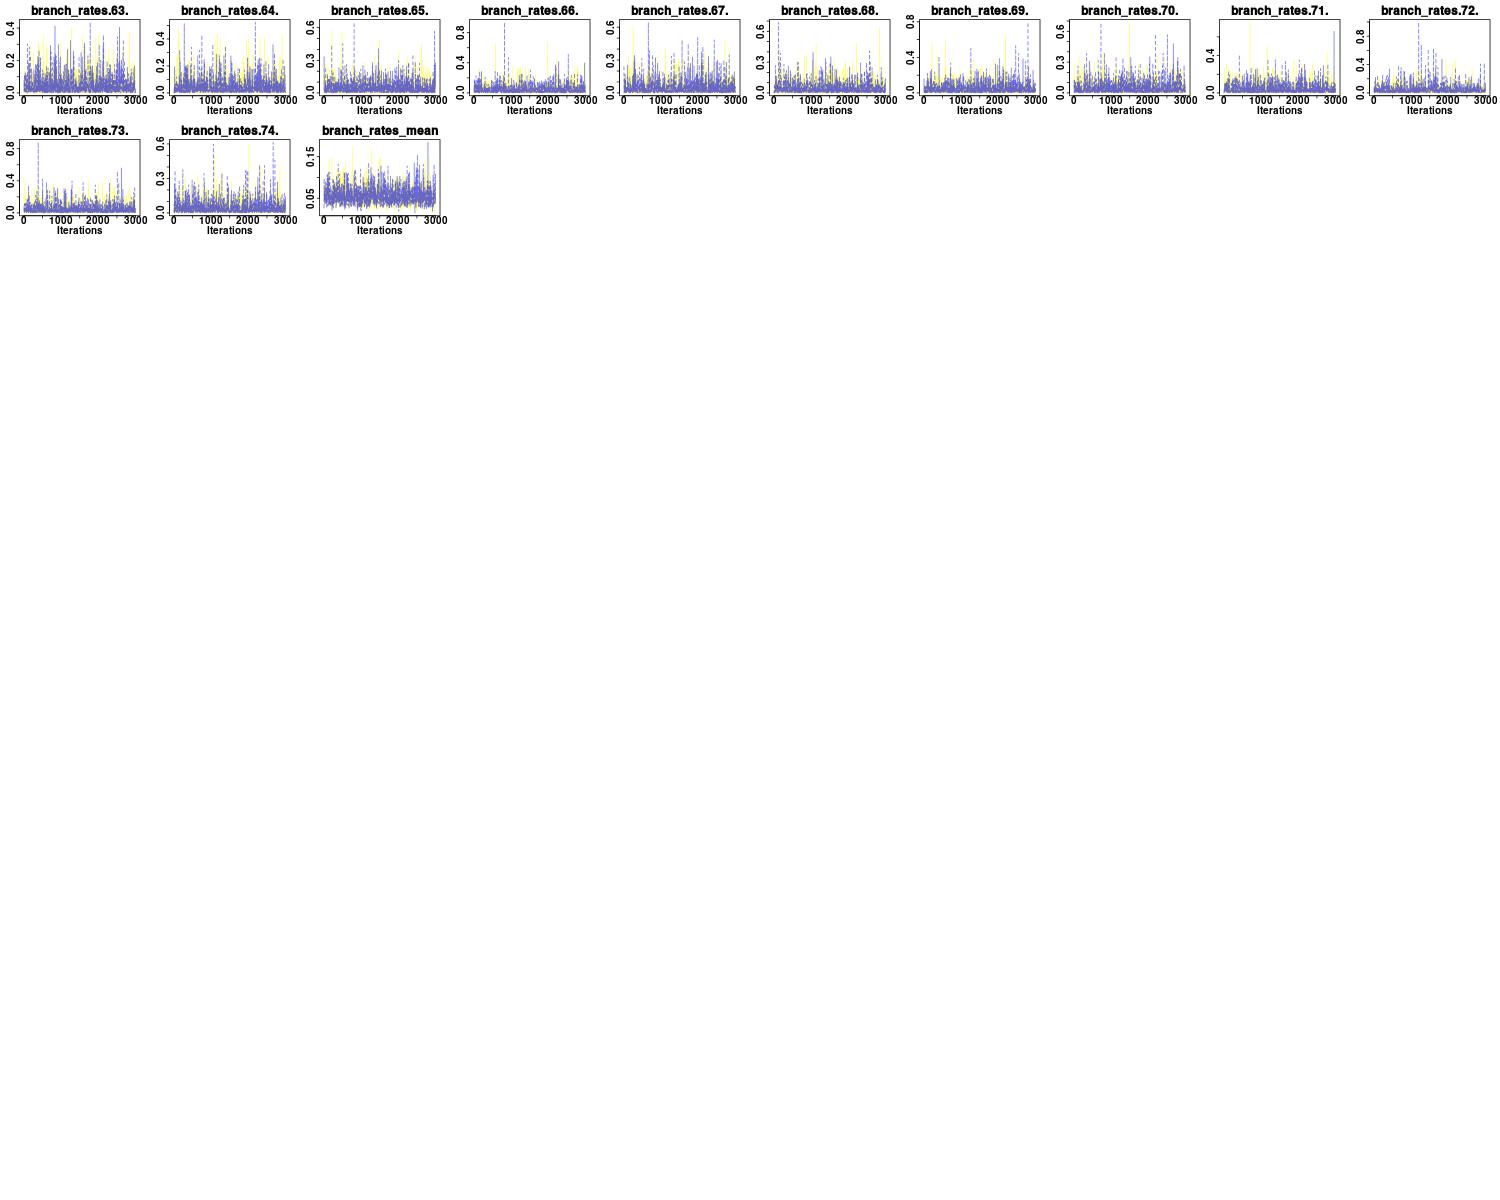 branch_rates.63. branch_rates.64. branch_rates.65. branch_rates.66. branch_rates.67. branch_rates.68. branch_rates.69. branch_rates.70. branch_rates.71. branch_rates.72.
0.0 0.2 0.4 0.0 0.2 0.4 0.0 0.3 0.6 0.0 0.4 0.8 0.0 0.3 0.6 0.0 0.3 0.6 0.0 0.4 0.8 0.0 0.3 0.6 0.0 0.4 0.0 0.4 0.8
0 1000 2000 3000 0 1000 2000 3000 0 1000 2000 3000 0 1000 2000 3000 0 1000 2000 3000 0 1000 2000 3000 0 1000 2000 3000 0 1000 2000 3000 0 1000 2000 3000 0 1000 2000 3000
Iterations Iterations Iterations Iterations Iterations Iterations Iterations Iterations Iterations Iterations
branch_rates.73. branch_rates.74. branch_rates_mean
0.0 0.4 0.8 0.0 0.3 0.6 0.05 0.15
0 1000 2000 3000 0 1000 2000 3000 0 1000 2000 3000
Iterations Iterations Iterations